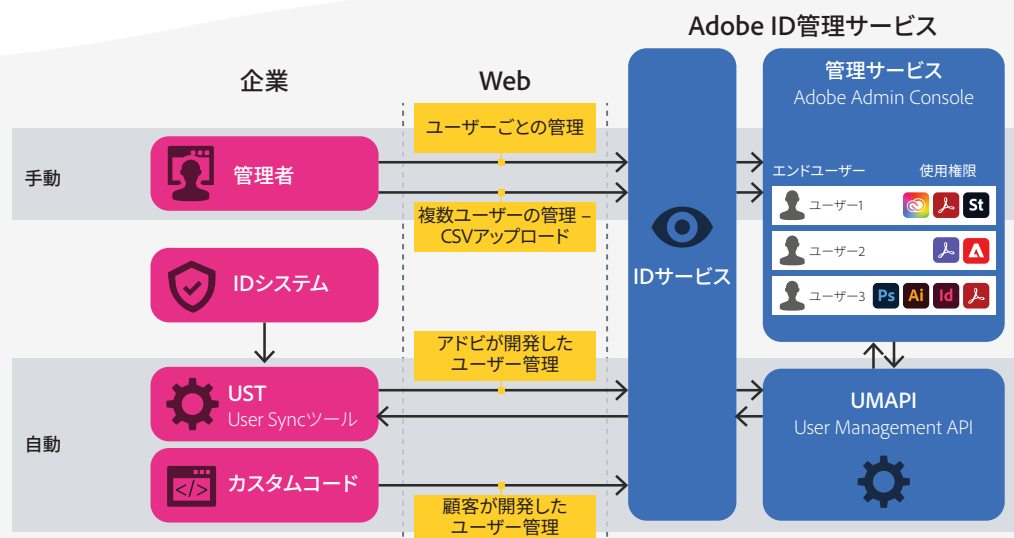 Adobe ID管理サービス
企業
Web
管理サービス
Adobe Admin Console
手動
管理者
ユーザーごとの管理
複数ユーザーの管理 –
CSVアップロード
エンドユーザー
使用権限
ユーザー1
St
ユーザー2
ユーザー3
Ps
Ai
Id
IDシステム
IDサービス
自動
UST
User Syncツール
アドビが開発した
ユーザー管理
UMAPI
User Management API
</>
カスタムコード
顧客が開発した
ユーザー管理